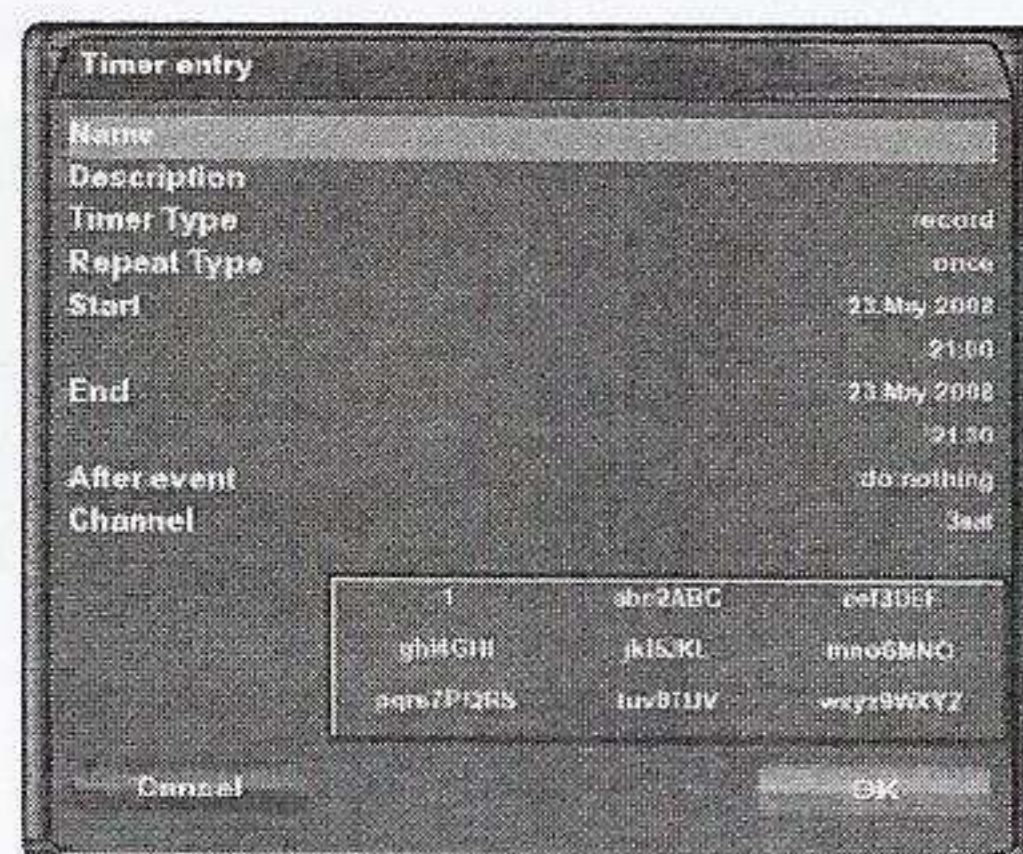 Timer entry
Name
Description
Timer Type record
Repeat Type once
Start 23.May 2008
21:00
End 23.May 2008
21:30
After event do nothing
Channel 3sat
1 abc2ABC def3DEF
ghi4GHI jkl5JKL mno6MNO
pqrs7PQRS tuv8TUV wxyz9WXYZ
Cancel OK